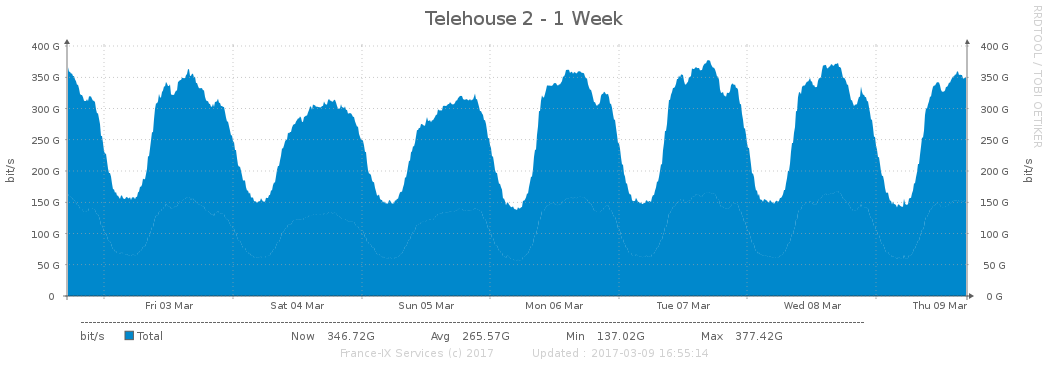 Telehouse 2 - 1 Week
RRDTOOL / TOBI OETIKER
400 G 400 G
350 G 350 G
300 G 300 G
250 G 250 G
200 G 200 G
150 G 150 G
100 G 100 G
50 G 50 G
0 0 G
bit/s bit/s
Fri 03 Mar Sat 04 Mar Sun 05 Mar Mon 06 Mar Tue 07 Mar Wed 08 Mar Thu 09 Mar
bit/s Total Now 346.72G Avg 265.57G Min 137.02G Max 377.42G
France-IX Services (c) 2017 Updated : 2017-03-09 16:55:14